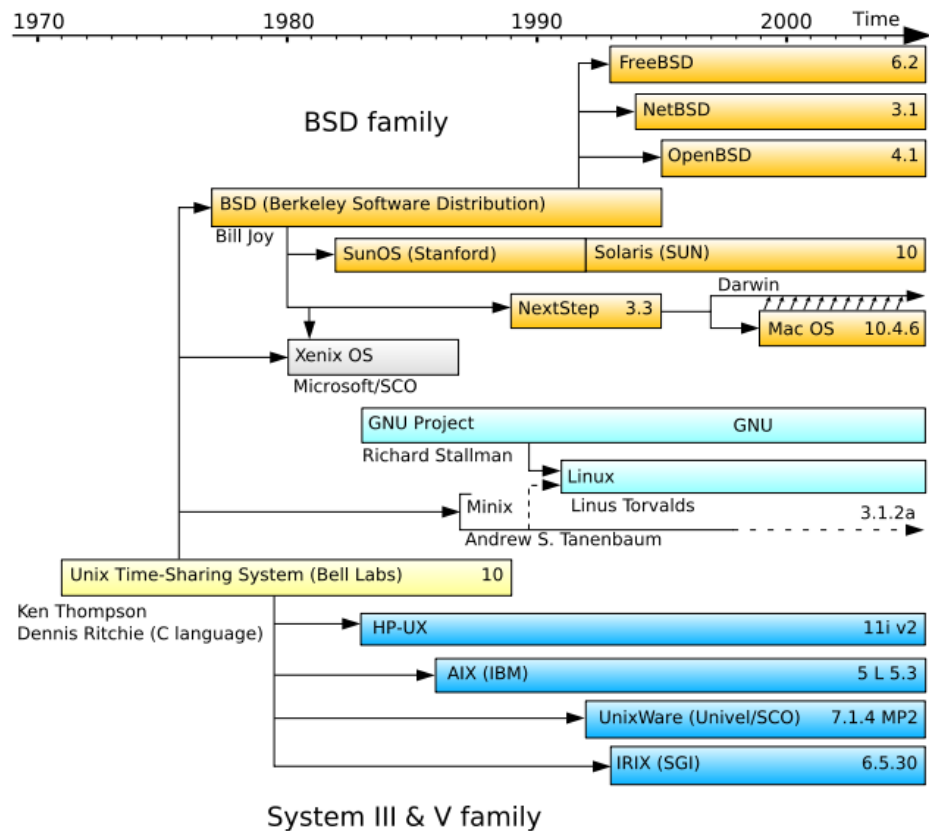 1970 1980 1990 2000 Time
FreeBSD 6.2
BSD family
NetBSD 3.1
OpenBSD 4.1
BSD (Berkeley Software Distribution)
Bill Joy
SunOS (Stanford) Solaris (SUN) 10
Darwin
NextStep 3.3
Mac OS 10.4.6
Xenix OS
Microsoft/SCO
GNU Project GNU
Richard Stallman
Linux
Linus Torvalds
Minix
3.1.2a
Andrew S. Tanenbaum
Unix Time-Sharing System (Bell Labs) 10
Ken Thompson
Dennis Ritchie (C language)
HP-UX 11i v2
AIX (IBM) 5 L 5.3
UnixWare (Univel/SCO) 7.1.4 MP2
IRIX (SGI) 6.5.30
System III & V family